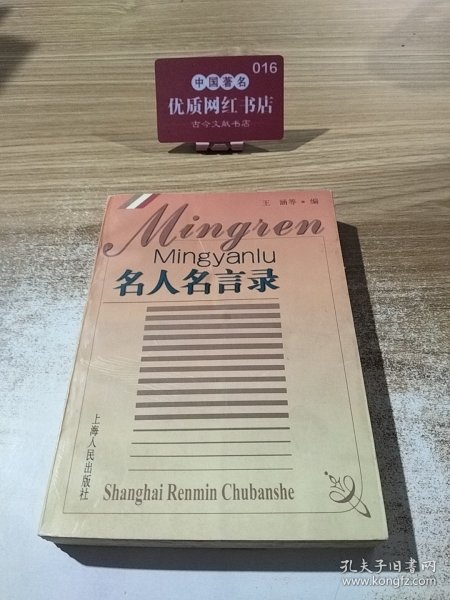 016
中国著名
优质网红书店
古今文献书店
王涵等·编
Mingren
Mingyanlu
名人名言录
上海人民出版社
Shanghai Renmin Chubanshe
孔夫子旧书网
www.kongfz.com